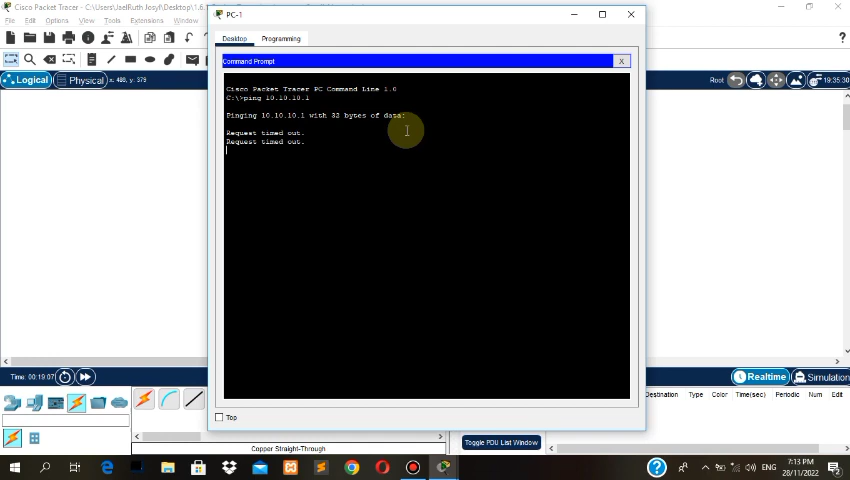 Cisco Packet Tracer - C:\Users\JaelRuth Josyf\Desktop\1.6.
File Edit Options View Tools Extensions Window
PC-1
Desktop Programming
Command Prompt
X
Cisco Packet Tracer PC Command Line 1.0
C:\>ping 10.10.10.1
Pinging 10.10.10.1 with 32 bytes of data:
Request timed out.
Request timed out.
Logical Physical x: 488, y: 379
Root 19:35:30
Time: 00:19:07
Realtime Simulation
Top
Copper Straight-Through
Toggle PDU List Window
Destination Type Color Time(sec) Periodic Num Edit
ENG
7:13 PM
28/11/2022
2